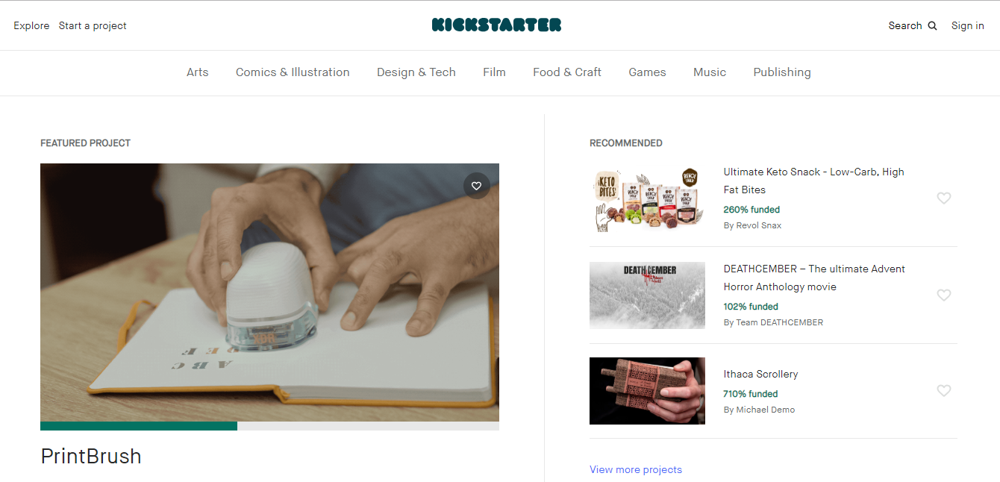 Explore Start a project
KICKSTARTER
Search Sign in
Arts Comics & Illustration Design & Tech Film Food & Craft Games Music Publishing
FEATURED PROJECT
XDR
D E F
A B C
PrintBrush
RECOMMENDED
KETO
BITES!
REVOL
SNAX
Ultimate Keto Snack - Low-Carb, High
Fat Bites
260% funded
By Revol Snax
DEATHCEMBER
DEATHCEMBER – The ultimate Advent
Horror Anthology movie
102% funded
By Team DEATHCEMBER
Ithaca Scrollery
710% funded
By Michael Demo
View more projects